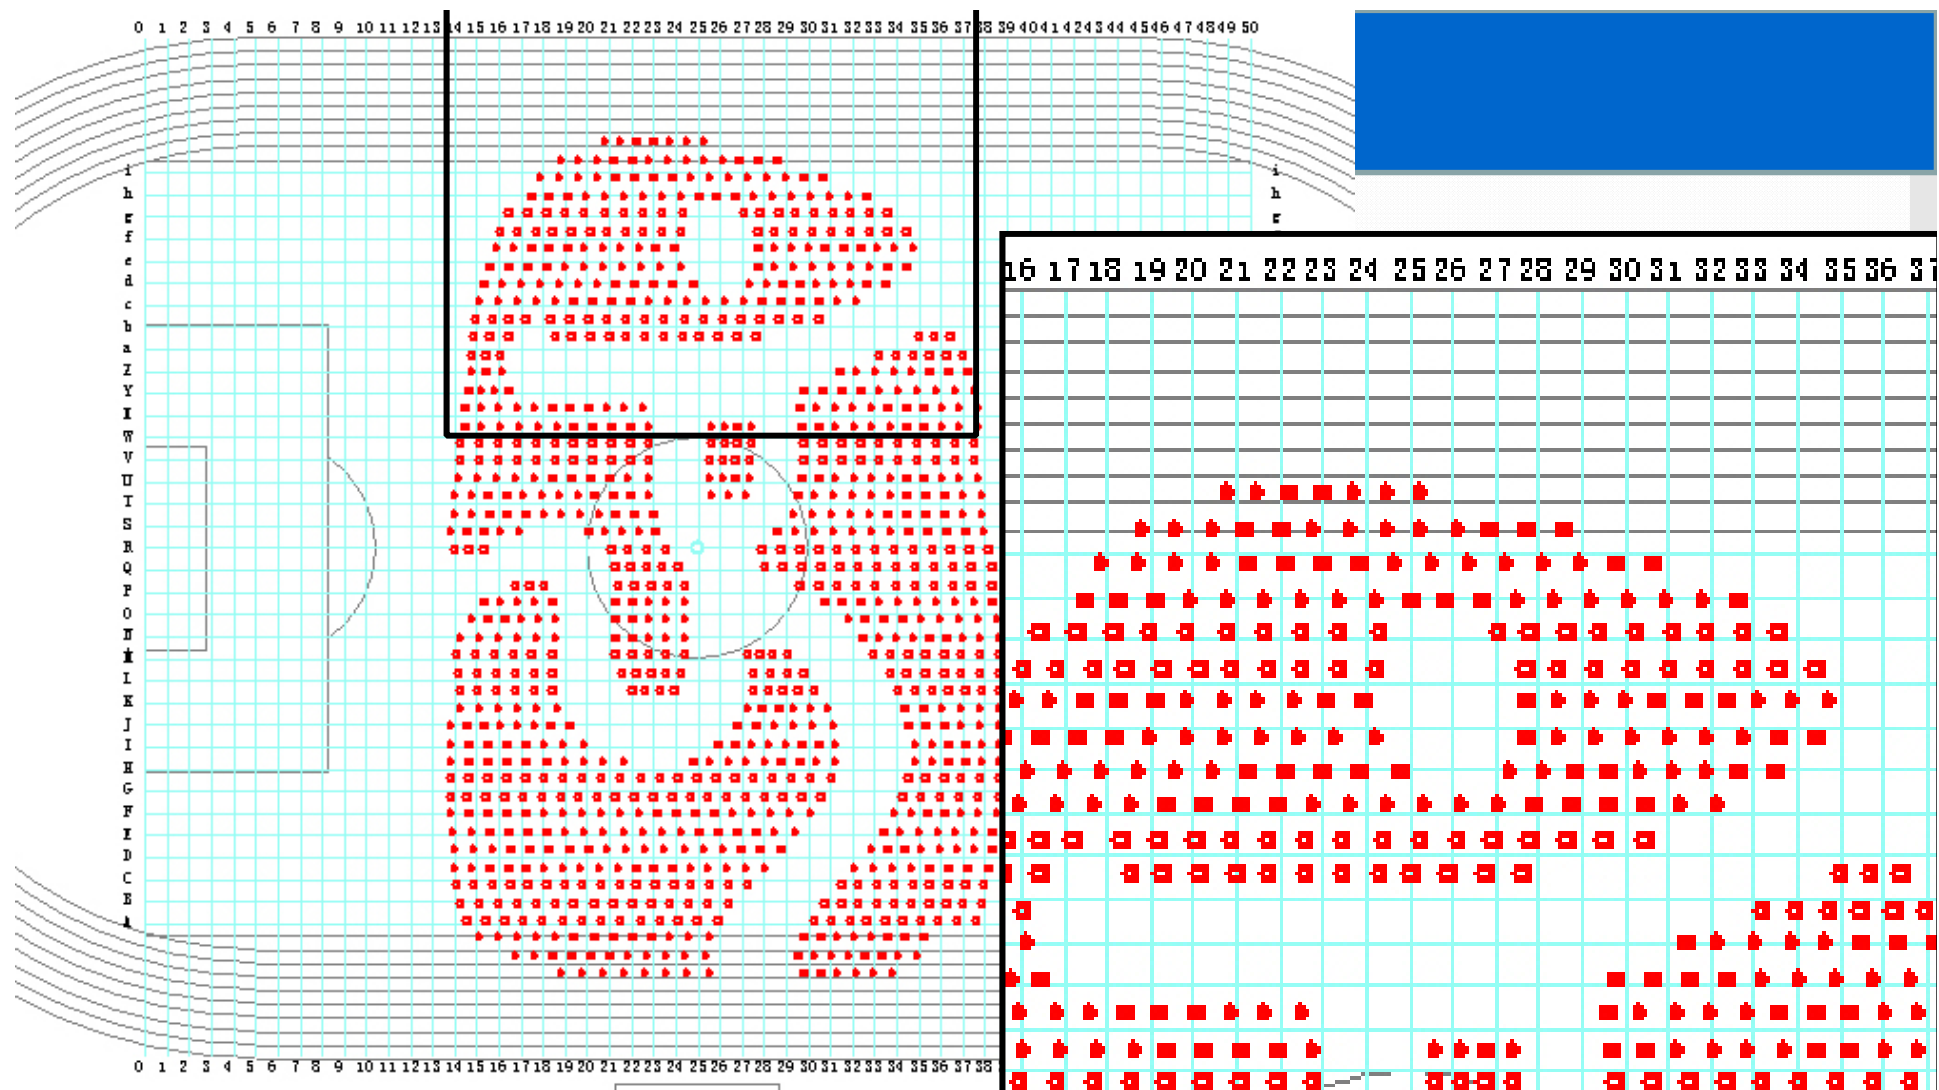 0 1 2 3 4 5 6 7 8 9 10 11 12 13 14 15 16 17 18 19 20 21 22 23 24 25 26 27 28 29 30 31 32 33 34 35 36 37 38 39 40 41 42 43 44 45 46 47 48 49 50
i i
h h
g g
f
e
d
c
b
a
Z
Y
X
W
V
U
T
S
R
Q
P
O
N
M
L
K
J
I
H
G
F
E
D
C
B
A
0 1 2 3 4 5 6 7 8 9 10 11 12 13 14 15 16 17 18 19 20 21 22 23 24 25 26 27 28 29 30 31 32 33 34 35 36 37 38
16 17 18 19 20 21 22 23 24 25 26 27 28 29 30 31 32 33 34 35 36 37